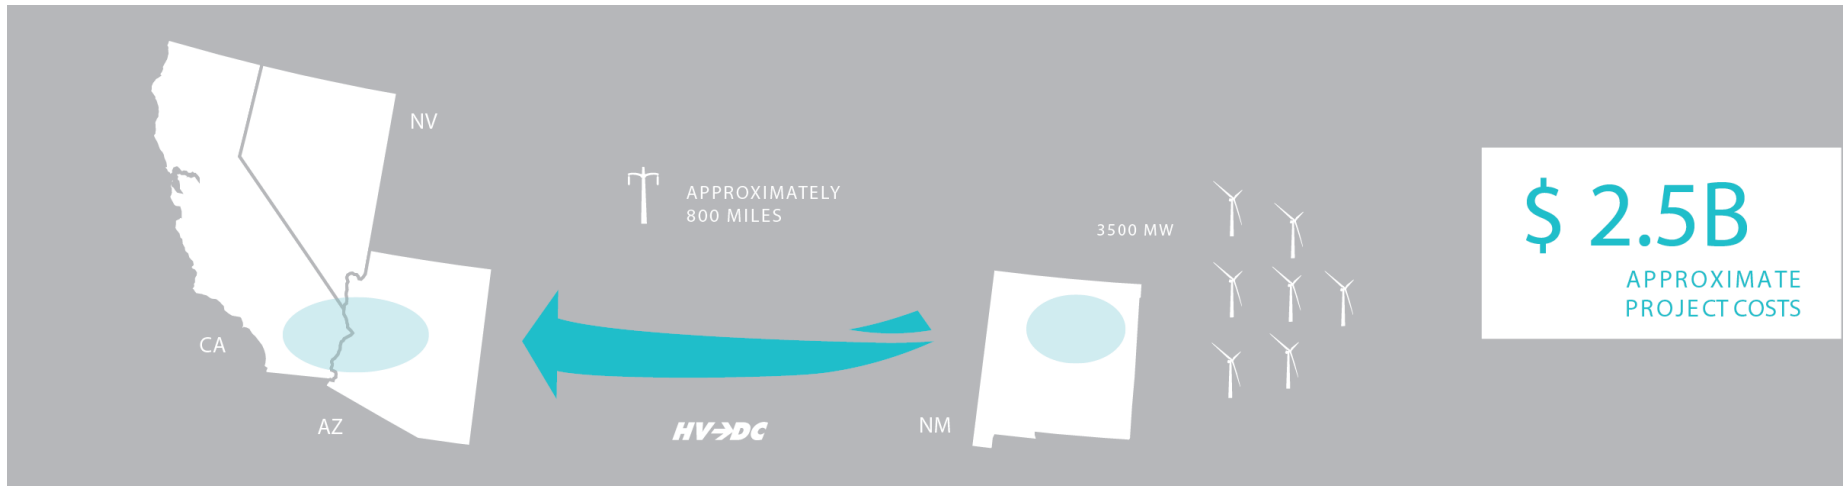 NV
APPROXIMATELY
800 MILES
3500 MW
$ 2.5B
APPROXIMATE
PROJECT COSTS
CA
AZ
HV→DC
NM